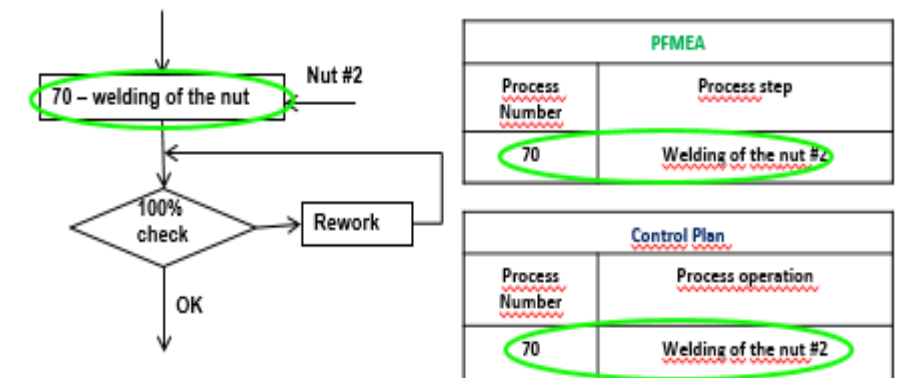 70 – welding of the nut
Nut #2
100%
check
Rework
OK
PFMEA
Process
Number
Process step
70
Welding of the nut #2
Control Plan
Process
Number
Process operation
70
Welding of the nut #2